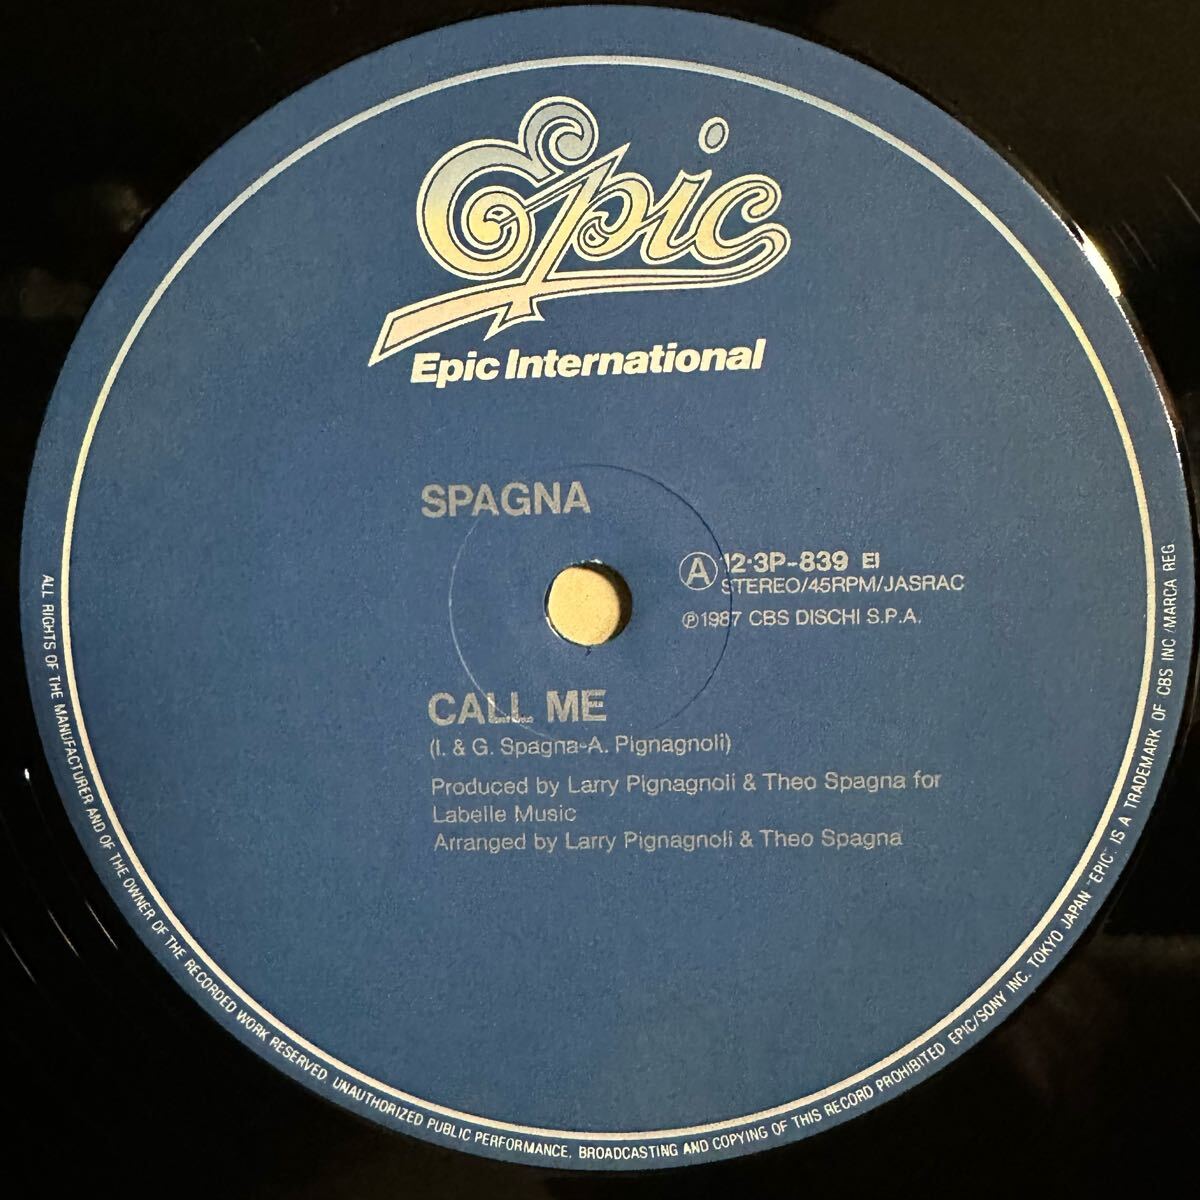 Epic
Epic International
SPAGNA
A
12·3P-839 EI
STEREO/45RPM/JASRAC
Ⓟ1987 CBS DISCHI S.P.A.
CALL ME
(I. & G. Spagna-A. Pignagnoli)
Produced by Larry Pignagnoli & Theo Spagna for
Labelle Music
Arranged by Larry Pignagnoli & Theo Spagna
ALL RIGHTS OF THE MANUFACTURER AND OF THE OWNER OF THE RECORDED WORK RESERVED. UNAUTHORIZED PUBLIC PERFORMANCE, BROADCASTING AND COPYING OF THIS RECORD PROHIBITED EPIC/SONY INC. TOKYO JAPAN "EPIC" IS A TRADEMARK OF CBS INC /MARCA REG